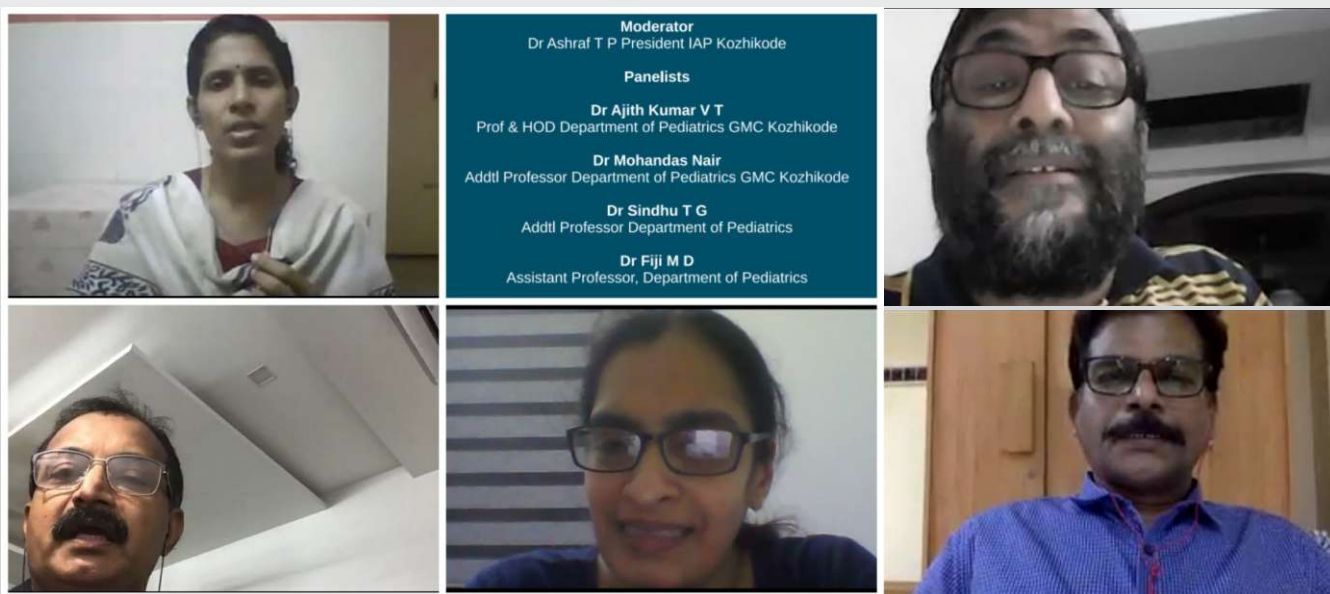 Moderator
Dr Ashraf T P President IAP Kozhikode
Panelists
Dr Ajith Kumar V T
Prof & HOD Department of Pediatrics GMC Kozhikode
Dr Mohandas Nair
Addtl Professor Department of Pediatrics GMC Kozhikode
Dr Sindhu T G
Addtl Professor Department of Pediatrics
Dr Fiji M D
Assistant Professor, Department of Pediatrics